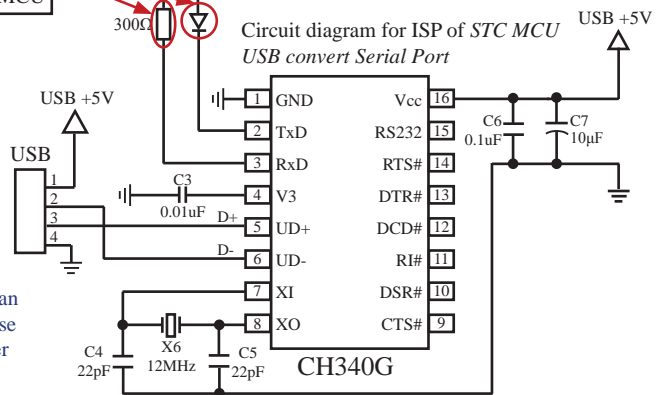 MCU
300Ω
Circuit diagram for ISP of STC MCU
USB convert Serial Port
USB +5V
USB +5V
USB
1
2
3
4
1 GND
2 TxD
3 RxD
4 V3
5 UD+
6 UD-
7 XI
8 XO
Vcc 16
RS232 15
RTS# 14
DTR# 13
DCD# 12
RI# 11
DSR# 10
CTS# 9
CH340G
C3
0.01uF
D+
D-
C6
0.1uF
C7
10μF
an
se
er
C4
22pF
X6
12MHz
C5
22pF